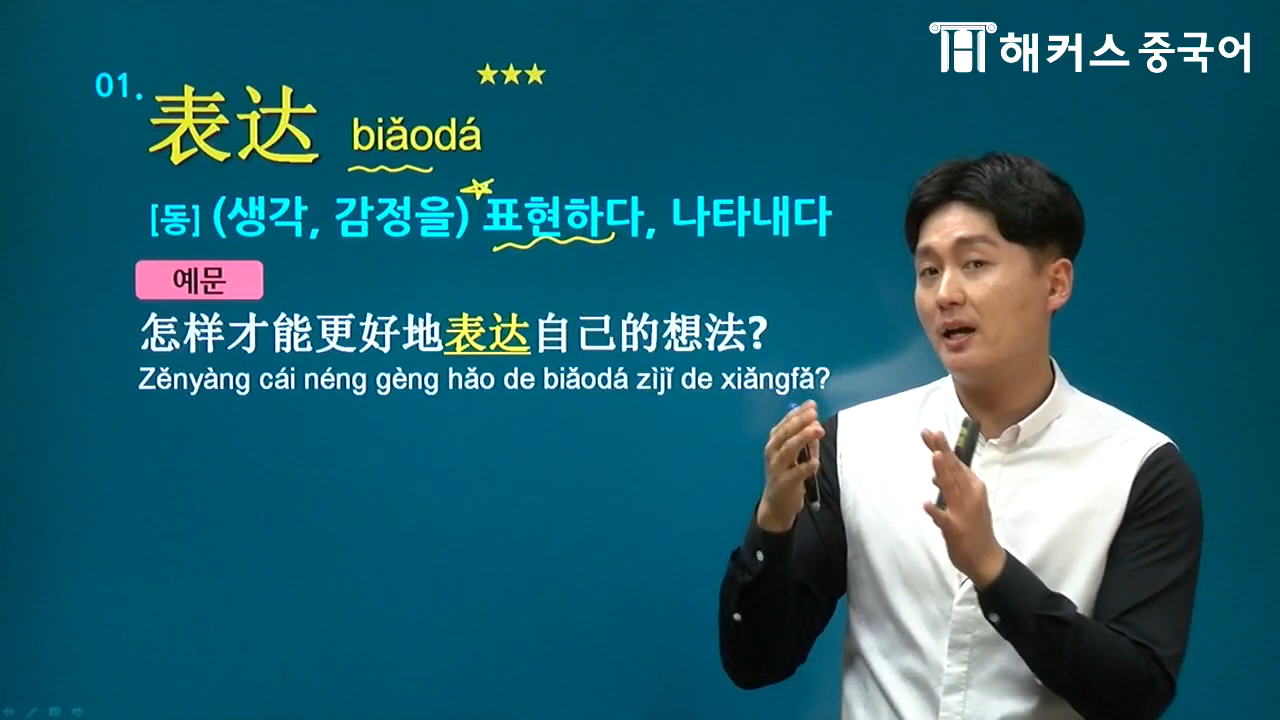 해커스 중국어
01. 表达 biǎodá ★★★
[동] (생각, 감정을) 표현하다, 나타내다
예문
怎样才能更好地表达自己的想法?
Zěnyàng cái néng gèng hǎo de biǎodá zìjǐ de xiǎngfǎ?